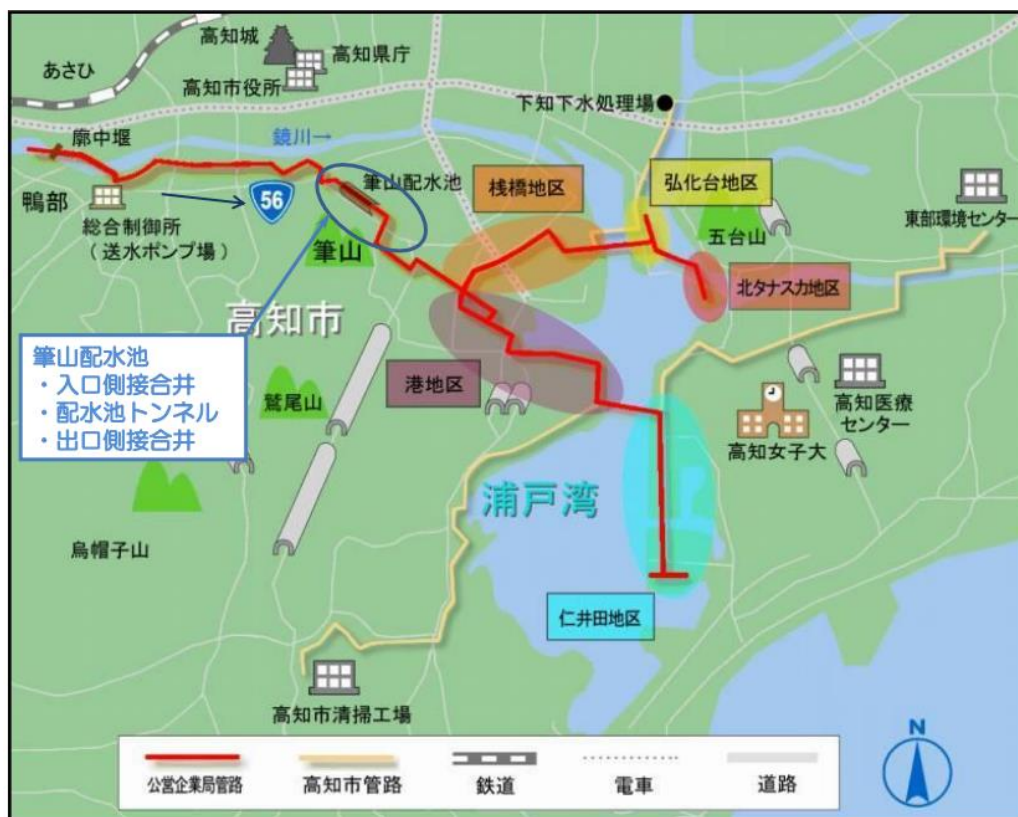 高知城
高知県庁
あさひ
高知市役所
下知下水処理場
廓中堰
鏡川→
筆山配水池
桟橋地区
弘化台地区
鴨部
56
東部環境センター
総合制御所
(送水ポンプ場)
筆山
五台山
北タナスカ地区
高知市
筆山配水池
・入口側接合井
・配水池トンネル
・出口側接合井
港地区
鷲尾山
高知医療
センター
高知女子大
浦戸湾
烏帽子山
仁井田地区
高知市清掃工場
N
公営企業局管路
高知市管路
鉄道
電車
道路